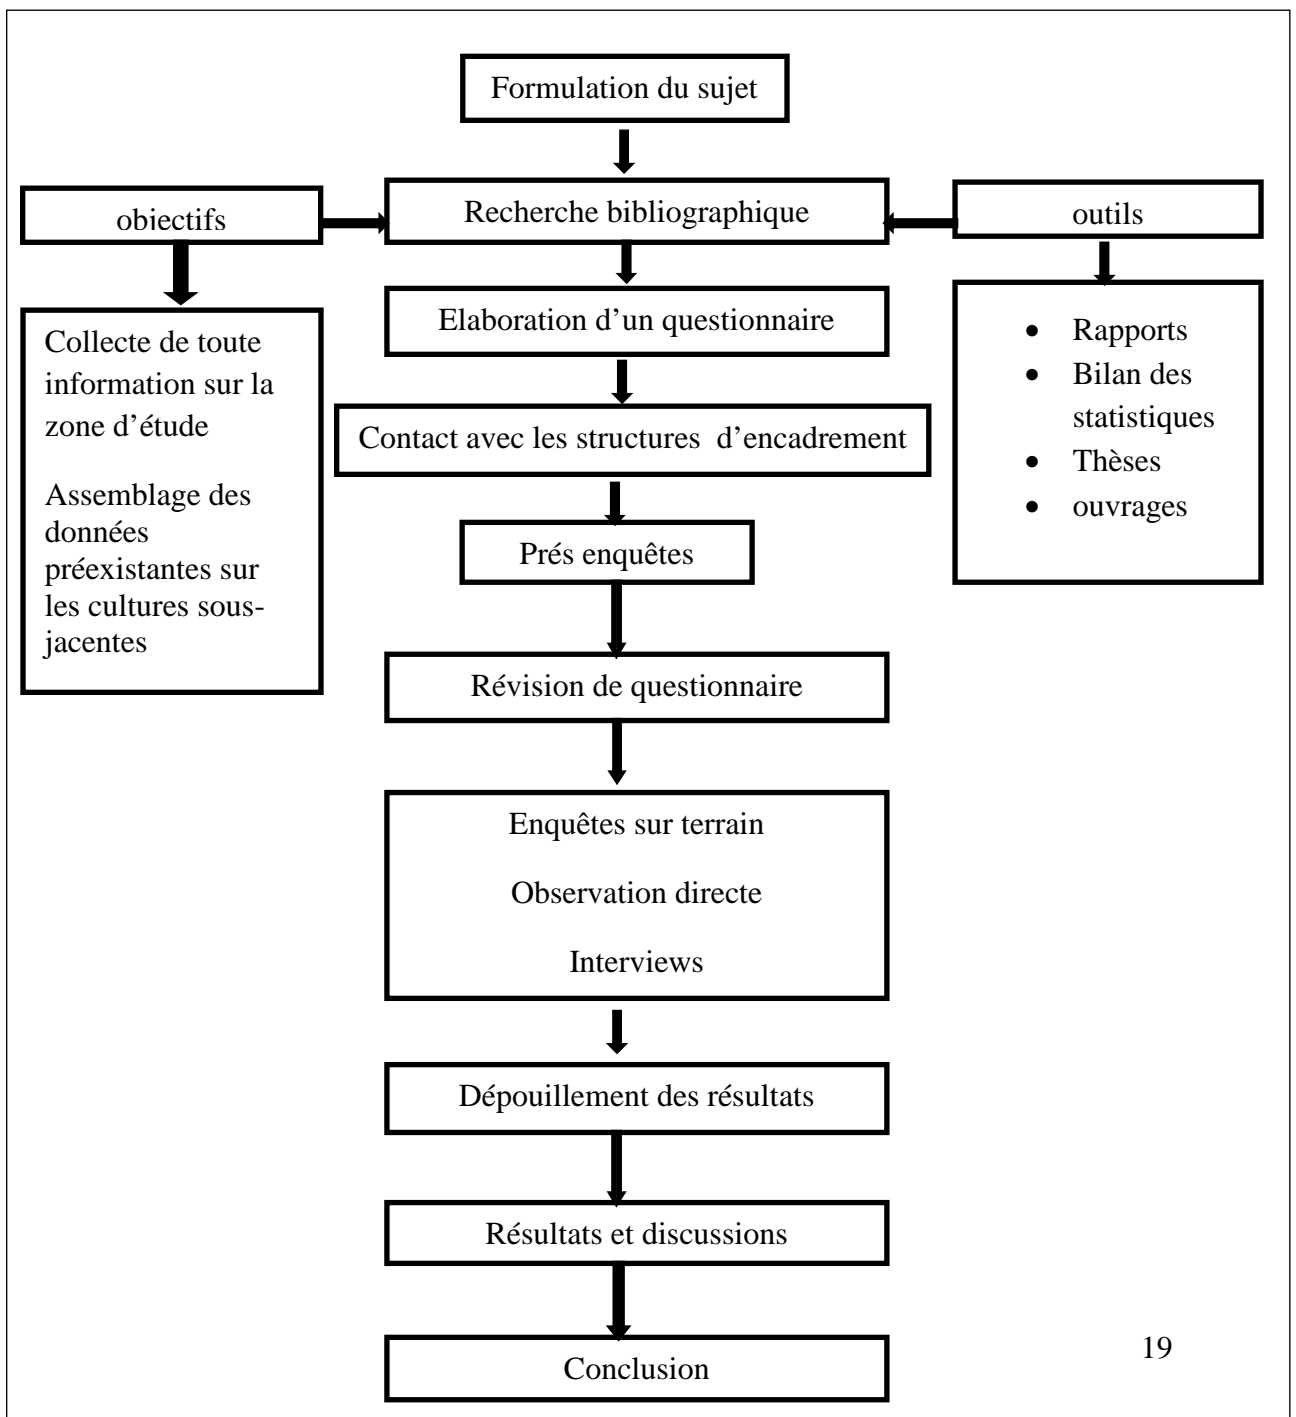 Formulation du sujet
objectifs
Recherche bibliographique
outils
Collecte de toute
information sur la
zone d’étude
Assemblage des
données
préexistantes sur
les cultures sous-
jacentes
Elaboration d’un questionnaire
• Rapports
• Bilan des
statistiques
• Thèses
• ouvrages
Contact avec les structures  d’encadrement
Prés enquêtes
Révision de questionnaire
Enquêtes sur terrain
Observation directe
Interviews
Dépouillement des résultats
Résultats et discussions
Conclusion
19